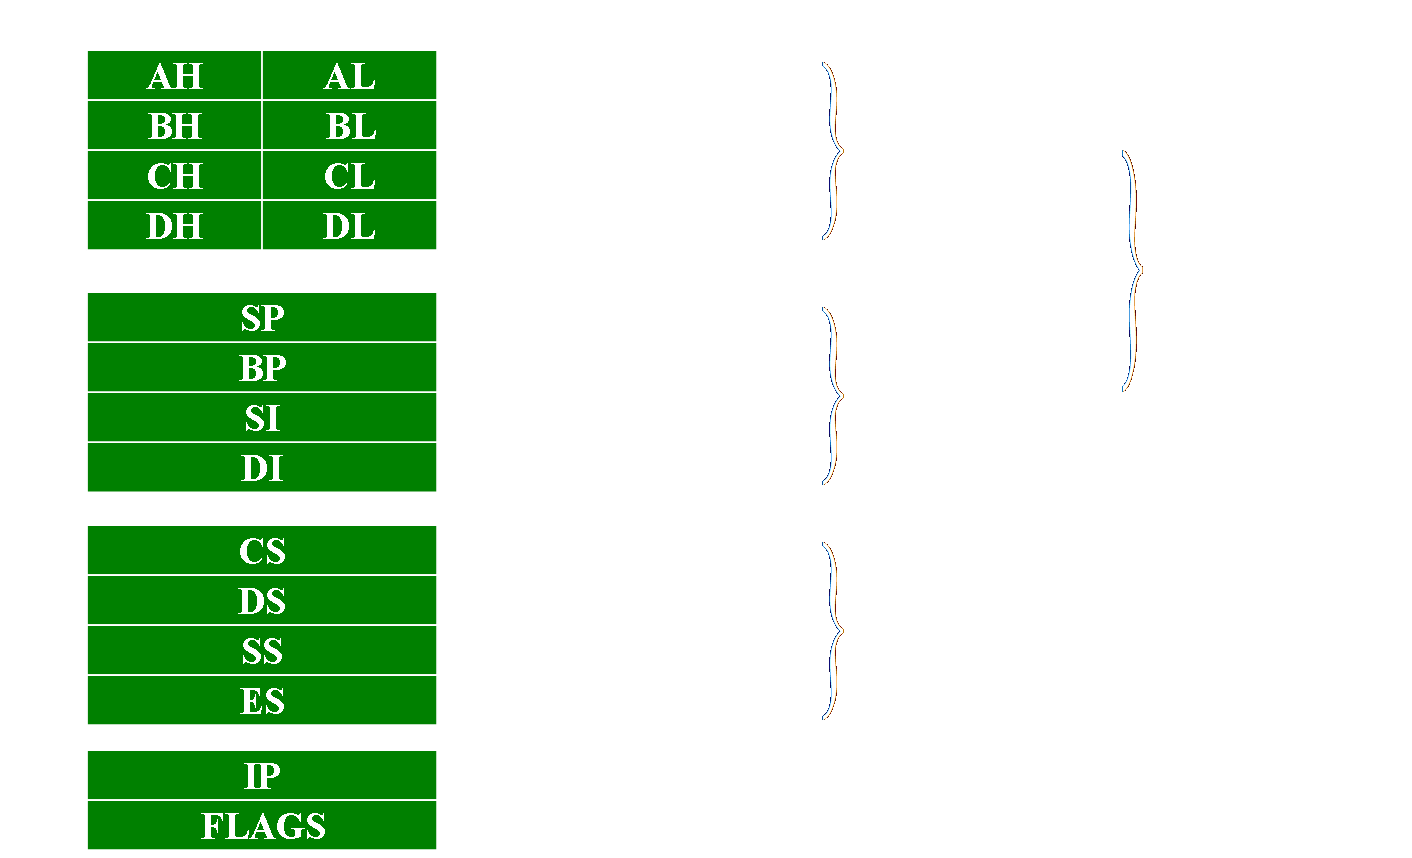 AH AL
BH BL
CH CL
DH DL
SP
BP
SI
DI
CS
DS
SS
ES
IP
FLAGS